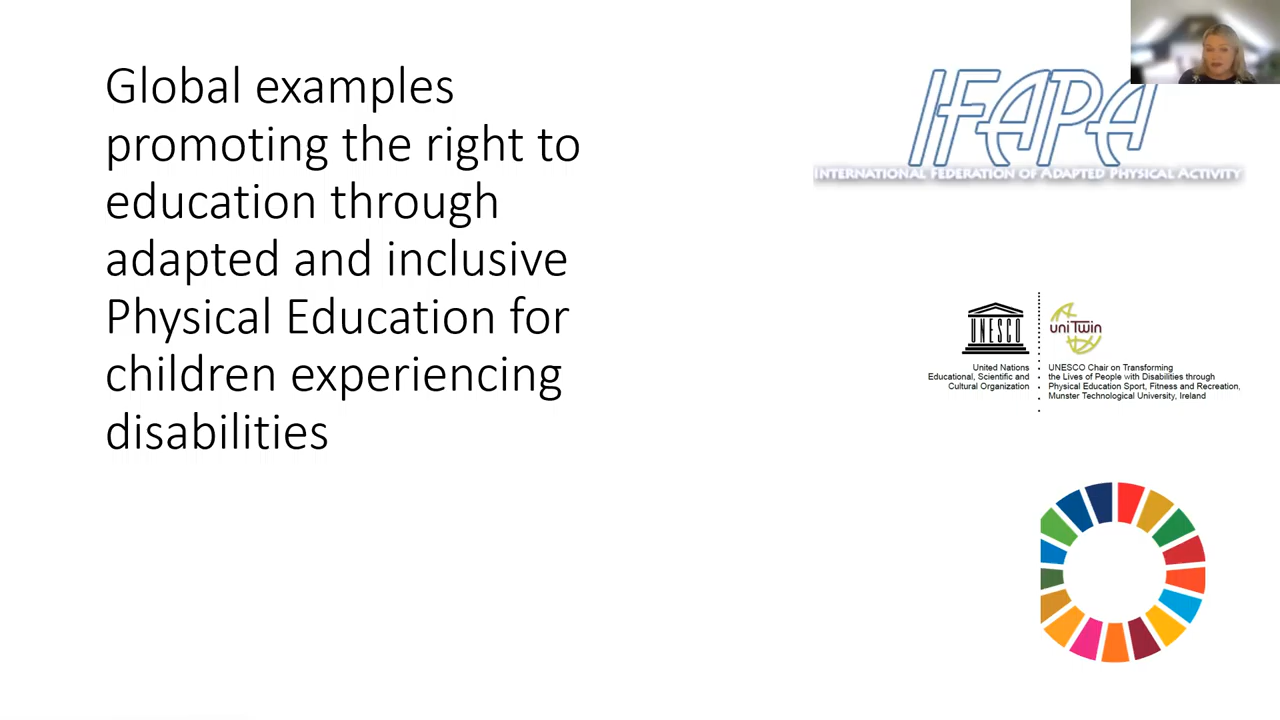 Global examples
promoting the right to
education through
adapted and inclusive
Physical Education for
children experiencing
disabilities
IFAPA
INTERNATIONAL FEDERATION OF ADAPTED PHYSICAL ACTIVITY
UNESCO
uniTwin
United Nations
Educational, Scientific and
Cultural Organization
UNESCO Chair on Transforming
the Lives of People with Disabilities through
Physical Education Sport, Fitness and Recreation,
Munster Technological University, Ireland